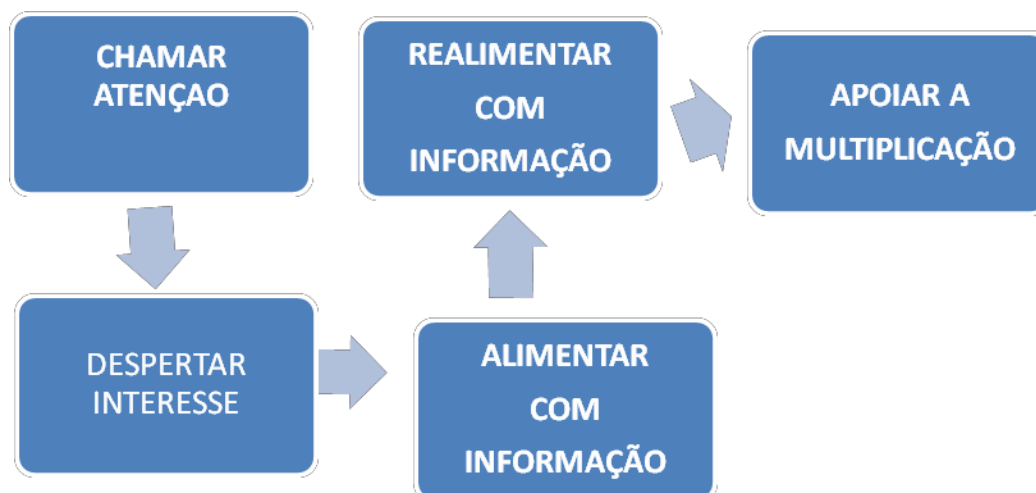 CHAMAR
ATENÇAO
DESPERTAR
INTERESSE
ALIMENTAR
COM
INFORMAÇÃO
REALIMENTAR
COM
INFORMAÇÃO
APOIAR A
MULTIPLICAÇÃO